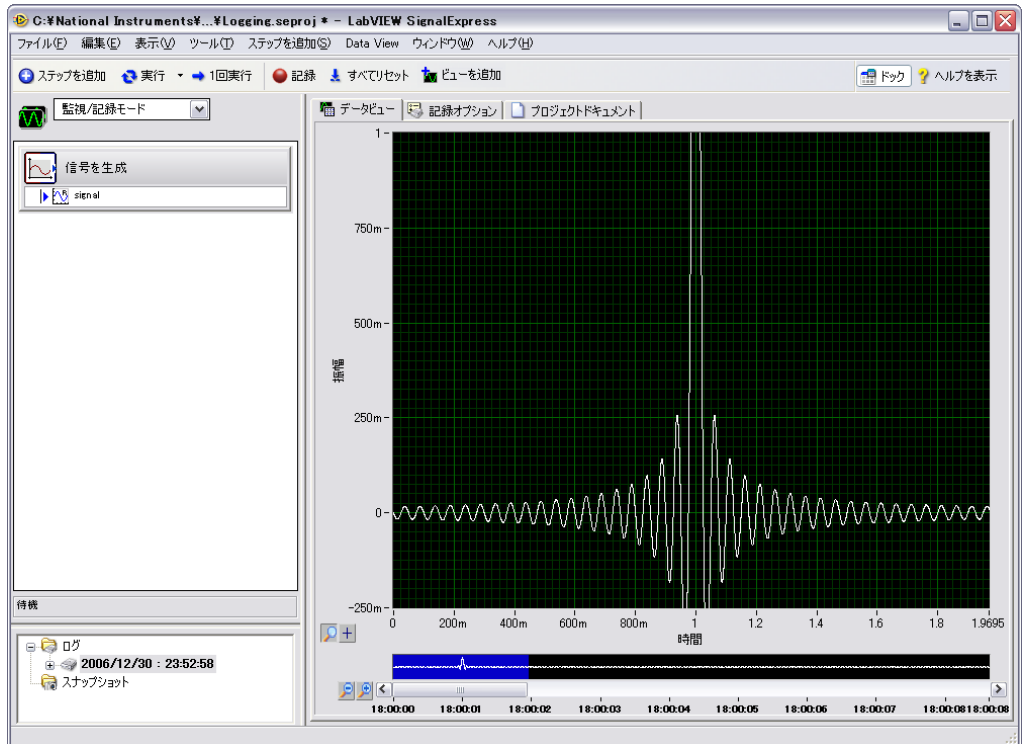 C:¥National Instruments¥...¥Logging.seproj * - LabVIEW SignalExpress
ファイル(F) 編集(E) 表示(V) ツール(T) ステップを追加(S) Data View ウィンドウ(W) ヘルプ(H)
ステップを追加 実行 1回実行 記録 すべてリセット ビューを追加 ドック ヘルプを表示
監視/記録モード
信号を生成
signal
待機
ログ
2006/12/30 : 23:52:58
スナップショット
データビュー 記録オプション プロジェクトドキュメント
1
750m
500m
250m
0
-250m
振幅
0 200m 400m 600m 800m 1 1.2 1.4 1.6 1.8 1.9695
時間
18:00:00 18:00:01 18:00:02 18:00:03 18:00:04 18:00:05 18:00:06 18:00:07 18:00:08 18:00:08